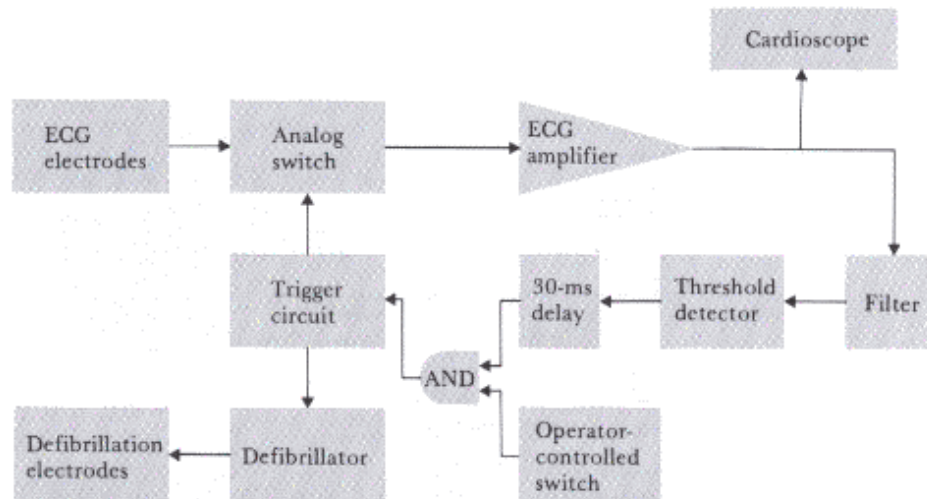 Cardioscope
ECG
electrodes
Analog
switch
ECG
amplifier
Trigger
circuit
30-ms
delay
Threshold
detector
Filter
AND
Defibrillation
electrodes
Defibrillator
Operator-
controlled
switch